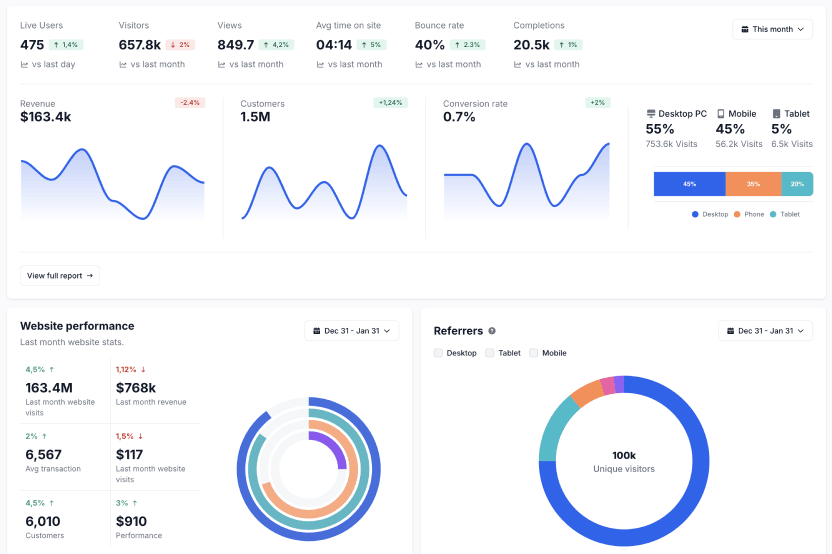 Live Users
475 ↑ 1,4%
vs last day
Visitors
657.8k ↓ 2%
vs last month
Views
849.7 ↑ 4,2%
vs last month
Avg time on site
04:14 ↑ 5%
vs last month
Bounce rate
40% ↑ 2.3%
vs last month
Completions
20.5k ↑ 1%
vs last month
This month
Revenue
-2.4%
$163.4k
Customers
+1,24%
1.5M
Conversion rate
+2%
0.7%
Desktop PC
55%
753.6k Visits
Mobile
45%
56.2k Visits
Tablet
5%
6.5k Visits
45% 35% 20%
Desktop Phone Tablet
View full report →
Website performance
Last month website stats.
Dec 31 - Jan 31
4,5% ↑
163.4M
Last month website
visits
1,12% ↓
$768k
Last month revenue
2% ↑
6,567
Avg transaction
1,5% ↓
$117
Last month website
visits
4,5% ↑
6,010
Customers
3% ↑
$910
Performance
Referrers ?
Dec 31 - Jan 31
Desktop Tablet Mobile
100k
Unique visitors